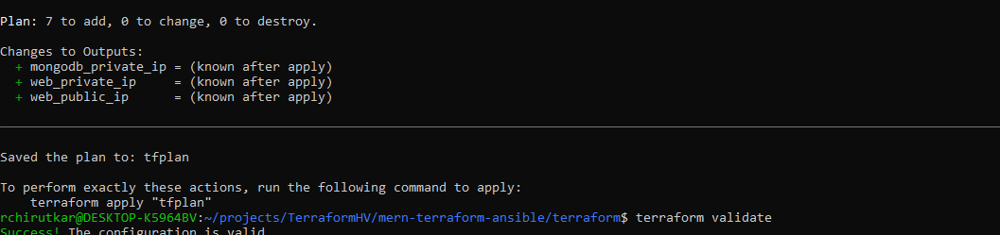 Plan: 7 to add, 0 to change, 0 to destroy.
Changes to Outputs:
+ mongodb_private_ip = (known after apply)
+ web_private_ip = (known after apply)
+ web_public_ip = (known after apply)
Saved the plan to: tfplan
To perform exactly these actions, run the following command to apply:
terraform apply "tfplan"
rchirutkar@DESKTOP-K5964BV:~/projects/TerraformHV/mern-terraform-ansible/terraform$ terraform validate
Success! The configuration is valid